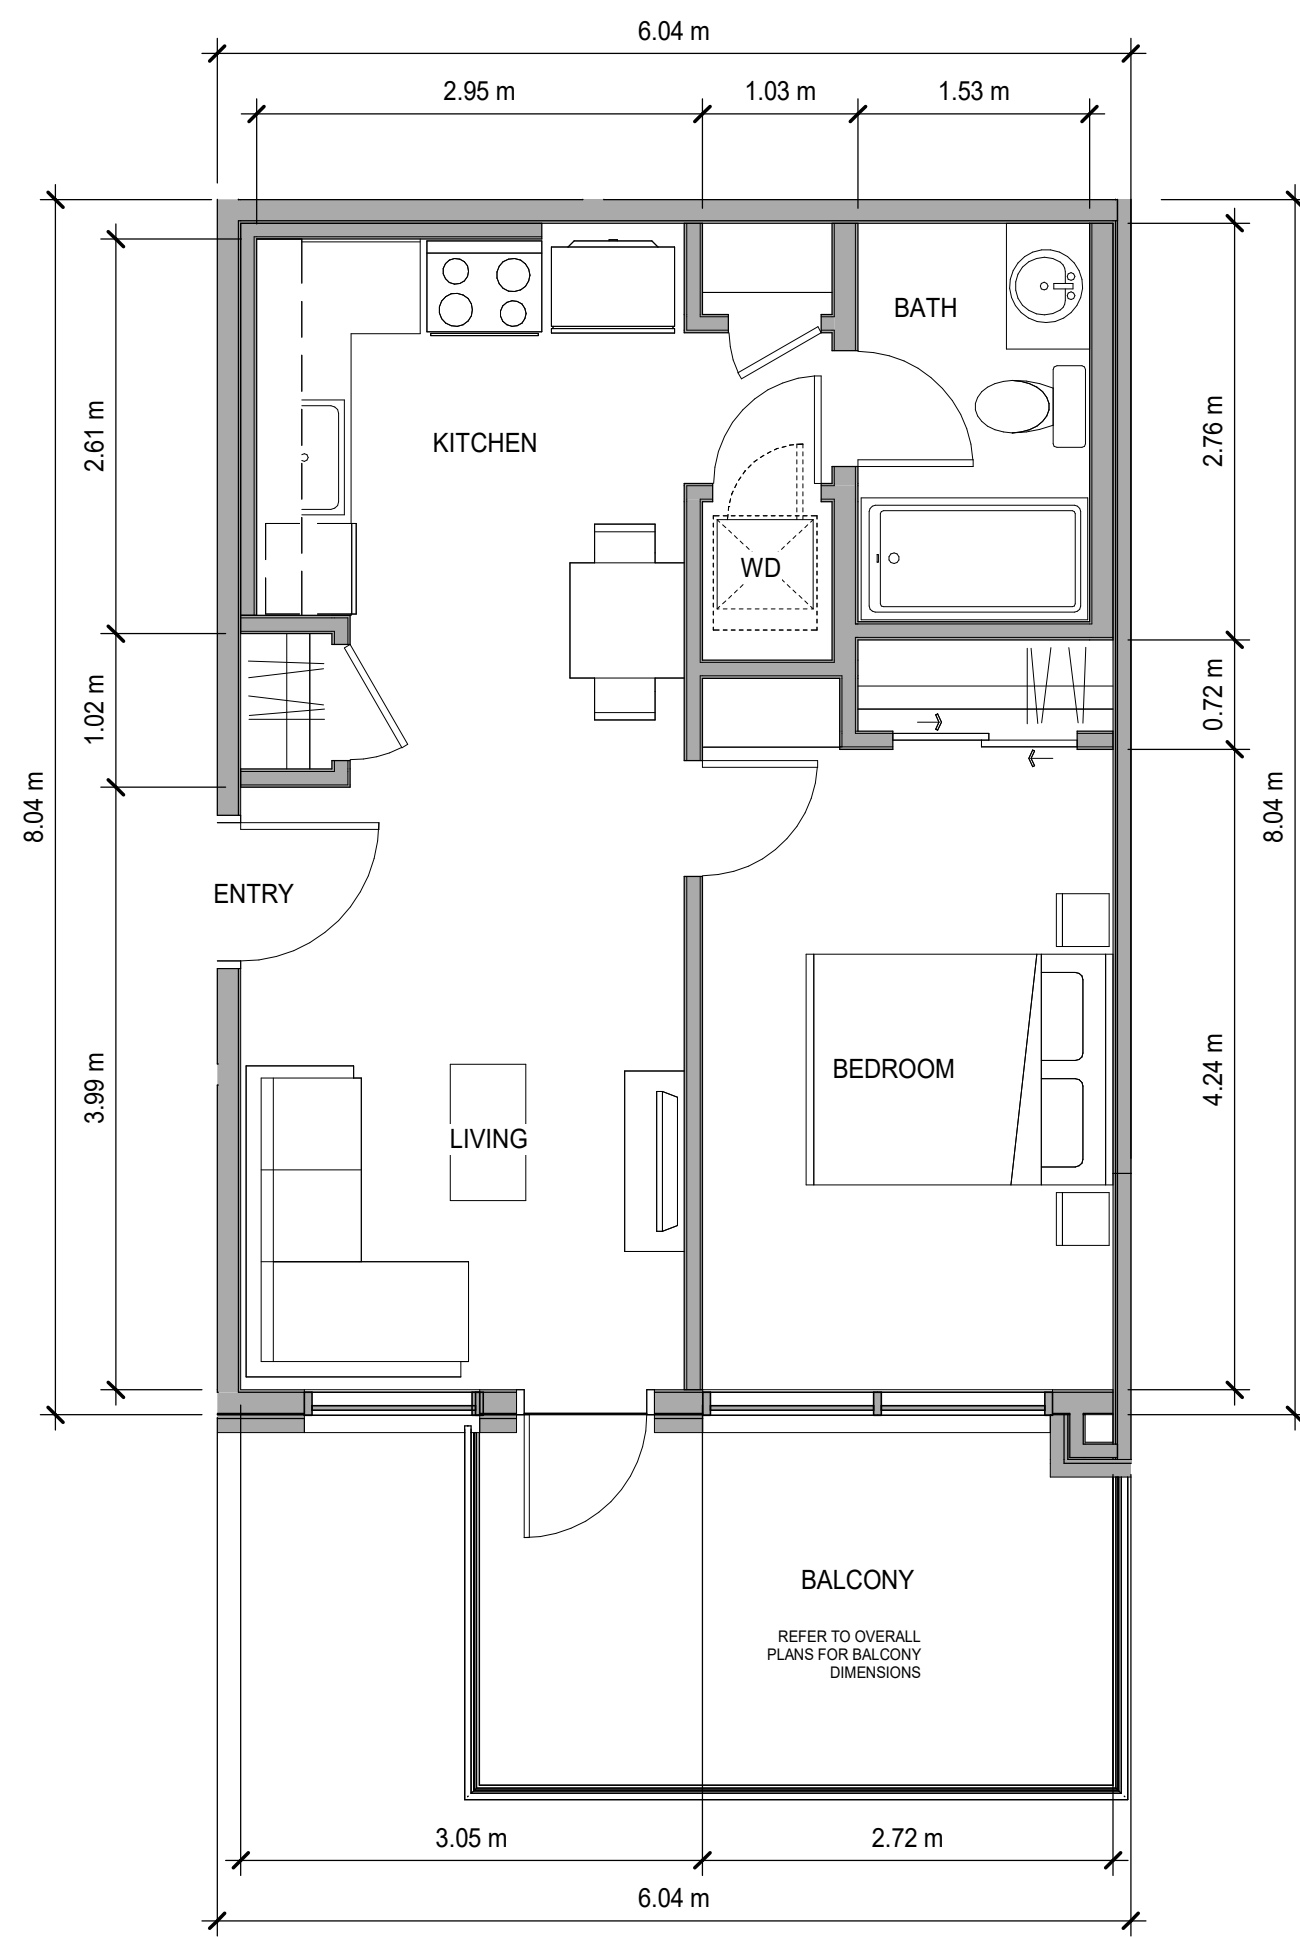 6.04 m
2.95 m
1.03 m
1.53 m
BATH
2.61 m
KITCHEN
2.76 m
WD
1.02 m
0.72 m
8.04 m
8.04 m
ENTRY
BEDROOM
3.99 m
4.24 m
LIVING
BALCONY
REFER TO OVERALL
PLANS FOR BALCONY
DIMENSIONS
3.05 m
2.72 m
6.04 m